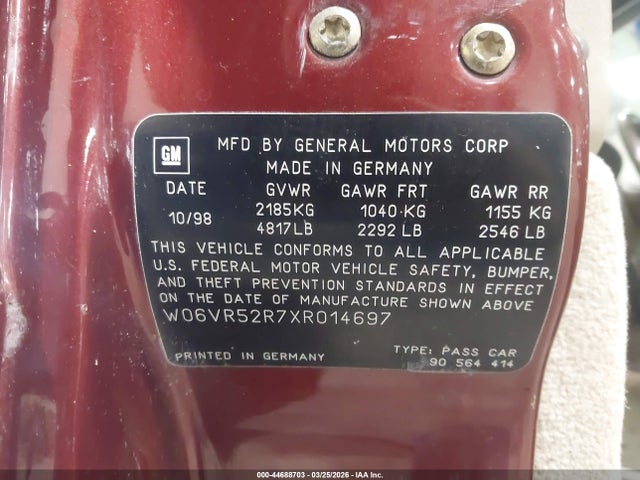 GM
MFD BY GENERAL MOTORS CORP
MADE IN GERMANY
DATE GVWR GAWR FRT GAWR RR
10/98 2185KG 1040 KG 1155 KG
4817LB 2292 LB 2546 LB
THIS VEHICLE CONFORMS TO ALL APPLICABLE
U.S. FEDERAL MOTOR VEHICLE SAFETY, BUMPER,
AND THEFT PREVENTION STANDARDS IN EFFECT
ON THE DATE OF MANUFACTURE SHOWN ABOVE
W06VR52R7XR014697
PRINTED IN GERMANY TYPE: PASS CAR
90 564 414
000-44688703 - 03/25/2026 - IAA Inc.